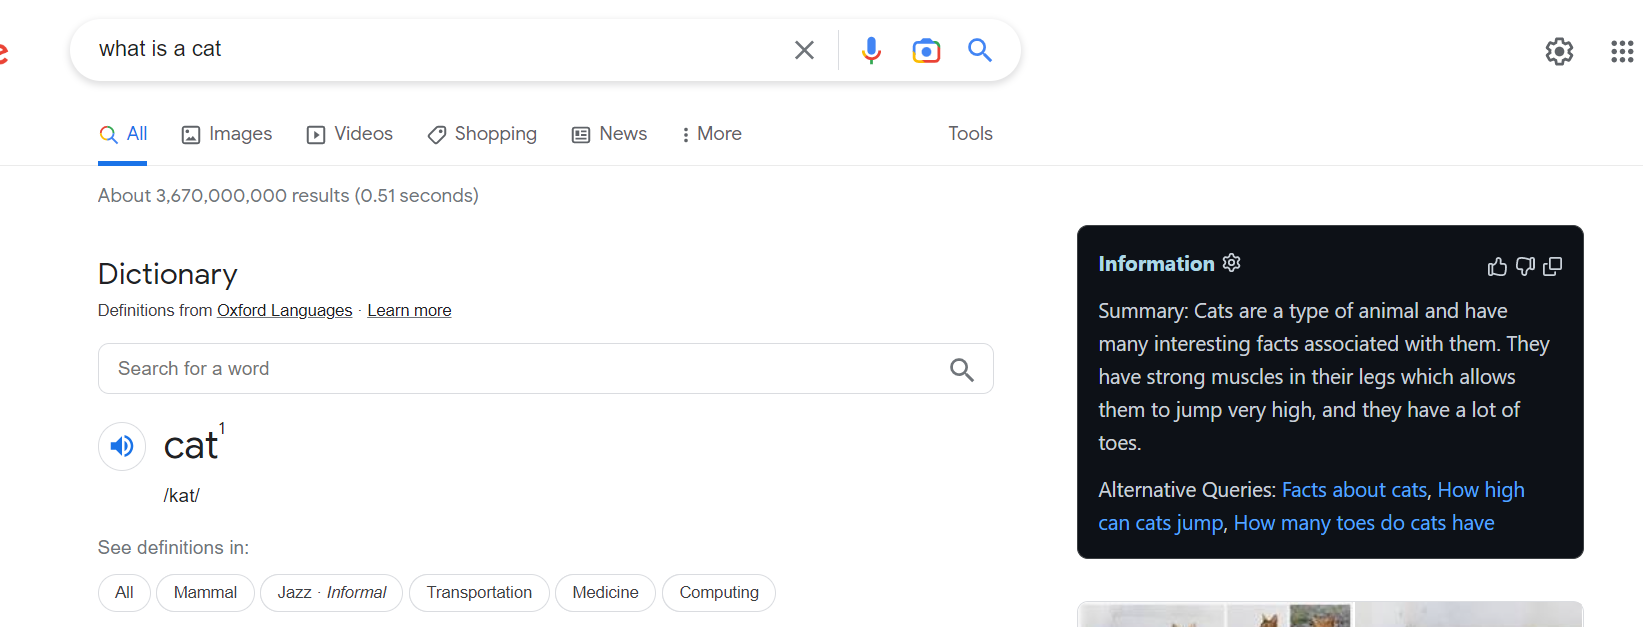 e
what is a cat
All Images Videos Shopping News More Tools
About 3,670,000,000 results (0.51 seconds)
Dictionary
Definitions from Oxford Languages · Learn more
Search for a word
cat1
/kat/
See definitions in:
All Mammal Jazz · Informal Transportation Medicine Computing
Information
Summary: Cats are a type of animal and have
many interesting facts associated with them. They
have strong muscles in their legs which allows
them to jump very high, and they have a lot of
toes.
Alternative Queries: Facts about cats, How high
can cats jump, How many toes do cats have